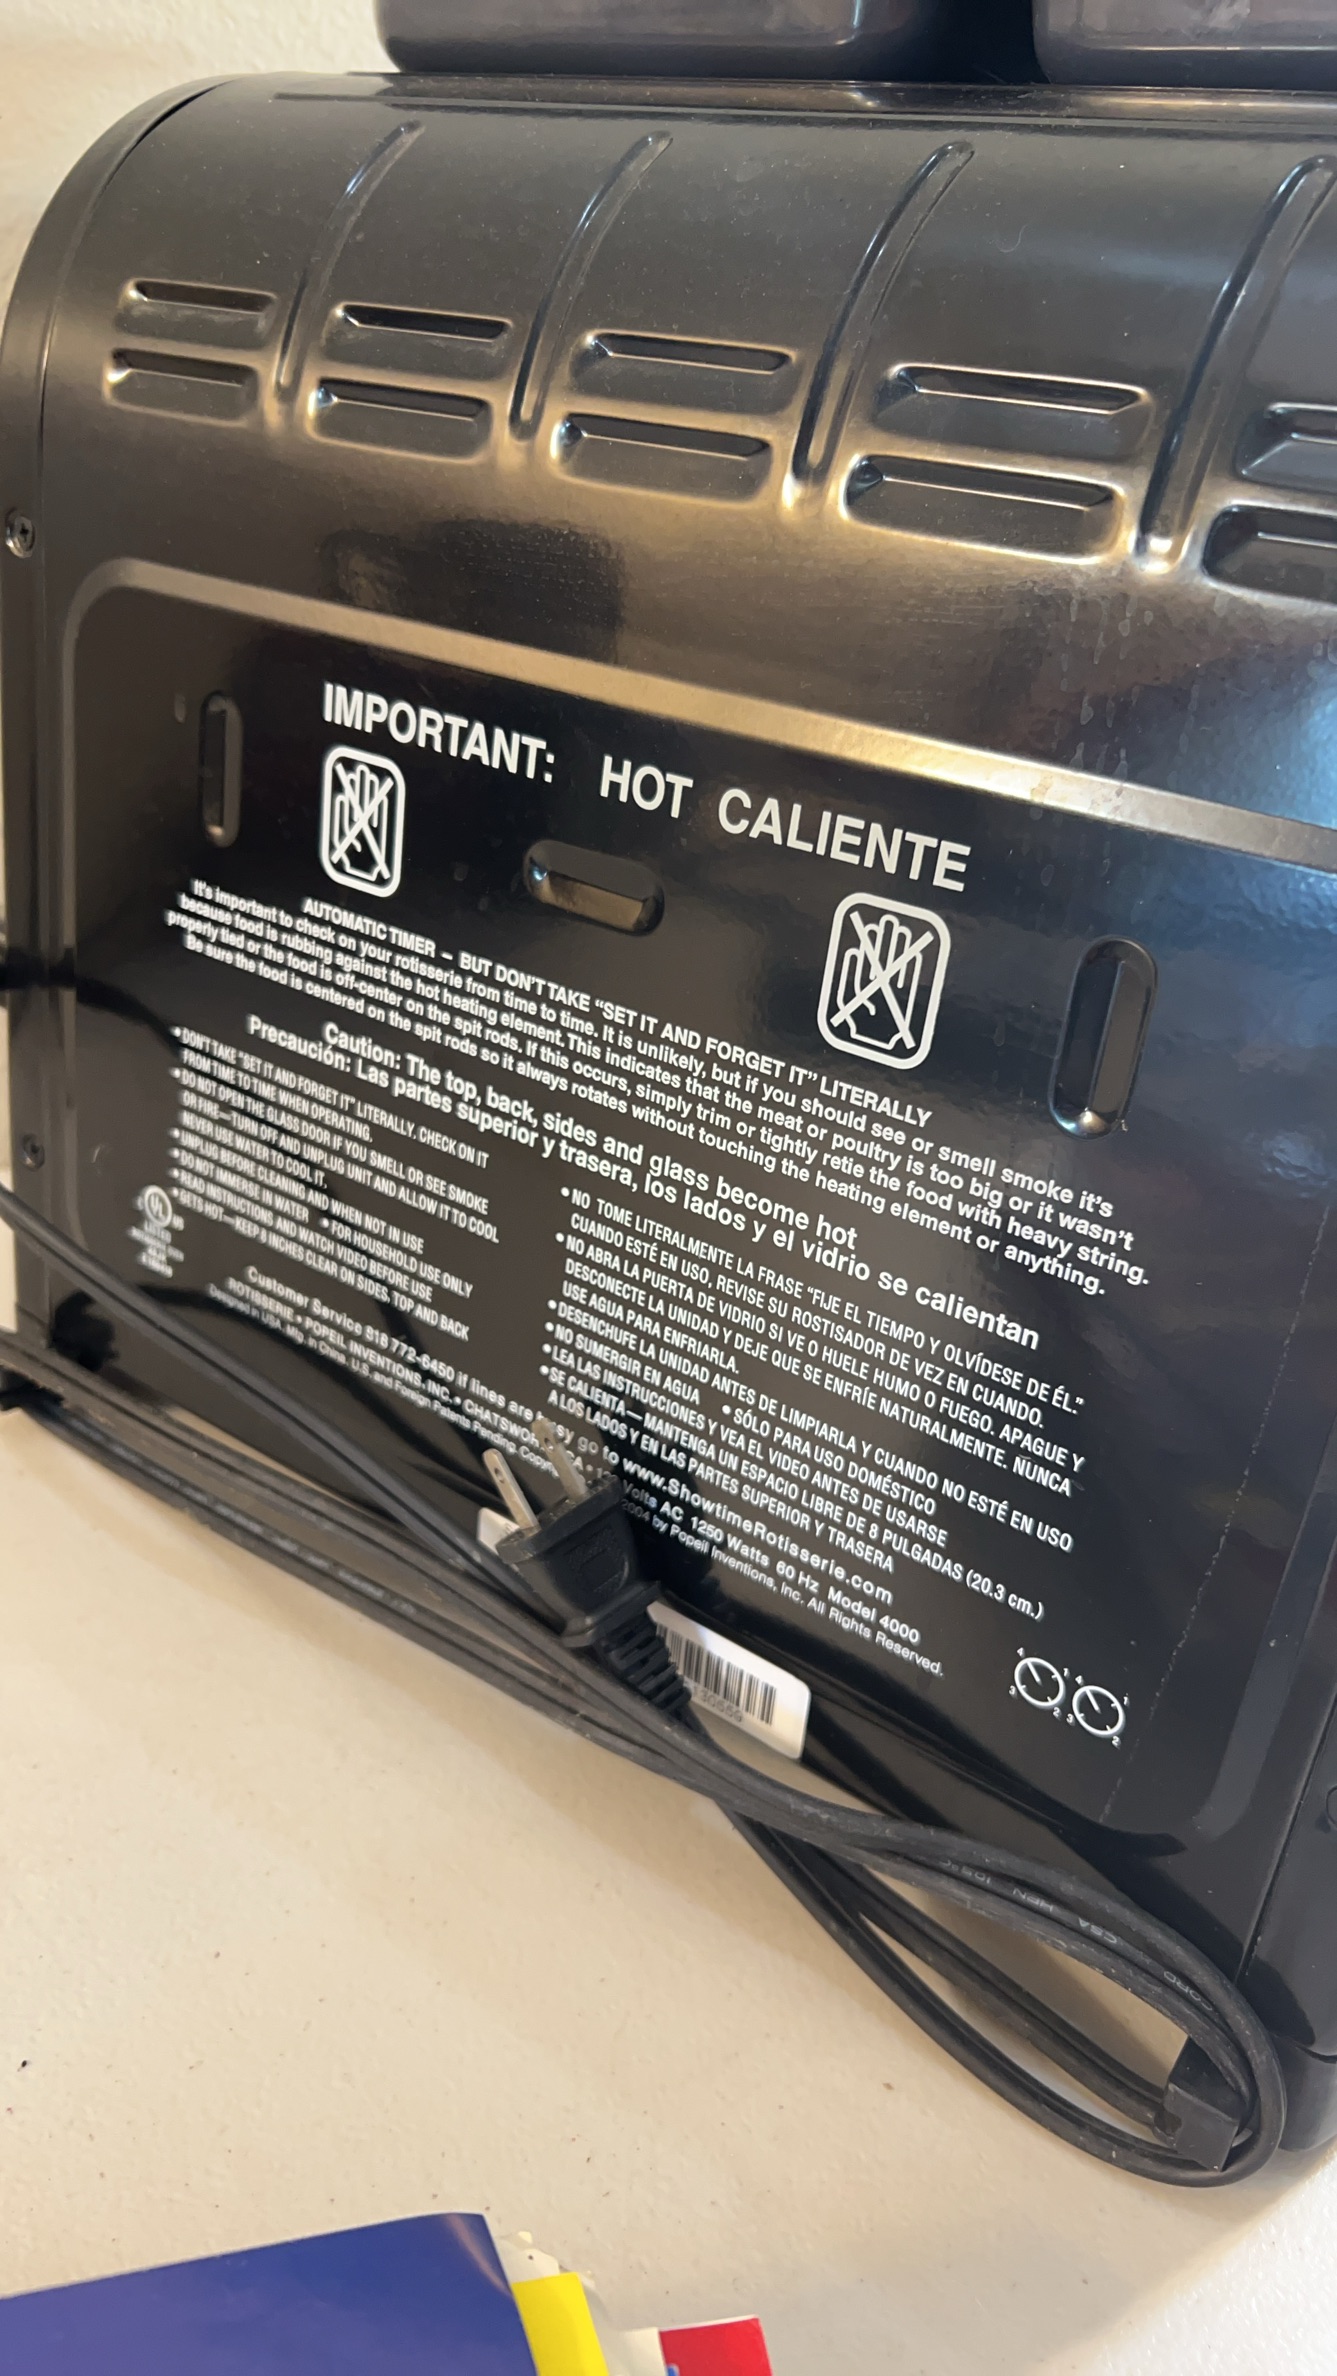 IMPORTANT: HOT CALIENTE
AUTOMATIC TIMER – BUT DON'T TAKE "SET IT AND FORGET IT" LITERALLY
It's important to check on your rotisserie from time to time. It is unlikely, but if you should see or smell smoke it's
because food is rubbing against the hot heating element. This indicates that the meat or poultry is too big or it wasn't
properly tied or the food is off-center on the spit rods. If this occurs, simply trim or tightly retie the food with heavy string.
Be sure the food is centered on the spit rods so it always rotates without touching the heating element or anything.
Caution: The top, back, sides and glass become hot
Precaución: Las partes superior y trasera, los lados y el vidrio se calientan
• DON'T TAKE "SET IT AND FORGET IT" LITERALLY. CHECK ON IT
FROM TIME TO TIME WHEN OPERATING.
• DO NOT OPEN THE GLASS DOOR IF YOU SMELL OR SEE SMOKE
OR FIRE—TURN OFF AND UNPLUG UNIT AND ALLOW IT TO COOL
NEVER USE WATER TO COOL IT.
• UNPLUG BEFORE CLEANING AND WHEN NOT IN USE
• DO NOT IMMERSE IN WATER • FOR HOUSEHOLD USE ONLY
• READ INSTRUCTIONS AND WATCH VIDEO BEFORE USE
• GETS HOT—KEEP 8 INCHES CLEAR ON SIDES, TOP AND BACK
• NO TOME LITERALMENTE LA FRASE "FIJE EL TIEMPO Y OLVÍDESE DE ÉL."
CUANDO ESTÉ EN USO, REVISE SU ROSTISADOR DE VEZ EN CUANDO.
• NO ABRA LA PUERTA DE VIDRIO SI VE O HUELE HUMO O FUEGO. APAGUE Y
DESCONECTE LA UNIDAD Y DEJE QUE SE ENFRÍE NATURALMENTE. NUNCA
USE AGUA PARA ENFRIARLA.
• DESENCHUFE LA UNIDAD ANTES DE LIMPIARLA Y CUANDO NO ESTÉ EN USO
• NO SUMERGIR EN AGUA • SÓLO PARA USO DOMÉSTICO
• LEA LAS INSTRUCCIONES Y VEA EL VIDEO ANTES DE USARSE
• SE CALIENTA—MANTENGA UN ESPACIO LIBRE DE 8 PULGADAS (20.3 cm.)
A LOS LADOS Y EN LAS PARTES SUPERIOR Y TRASERA
UL
LISTED
Customer Service 818 772-6450 if lines are go to www.ShowtimeRotisserie.com
ROTISSERIE • POPEIL INVENTIONS, INC. • CHATSWOR Volts AC 1250 Watts 60 Hz Model 4000
Designed in USA, Mfg. in China. U.S. and Foreign Patents Pending. 2004 by Popeil Inventions, Inc. All Rights Reserved.
4 1 4 1
3 2 3 2